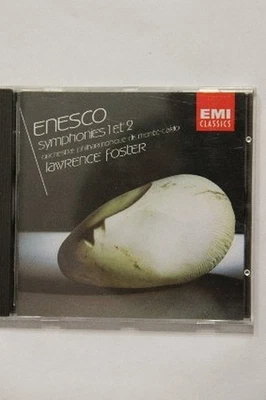 ENESCO
symphonies 1 et 2
orchestre philharmonique de monte-carlo
lawrence foster
EMI
CLASSICS